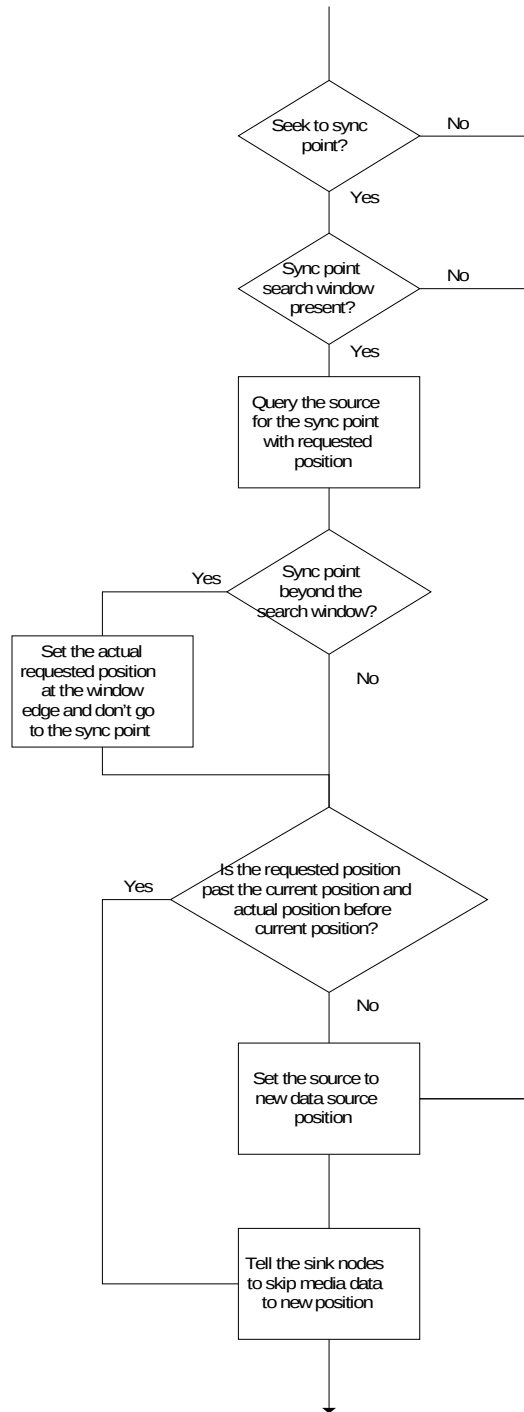 Seek to sync
point?
No
Yes
Sync point
search window
present?
No
Yes
Query the source
for the sync point
with requested
position
Yes
Sync point
beyond the
search window?
Set the actual
requested position
at the window
edge and don't go
to the sync point
No
Is the requested position
past the current position and
actual position before
current position?
Yes
No
Set the source to
new data source
position
Tell the sink nodes
to skip media data
to new position